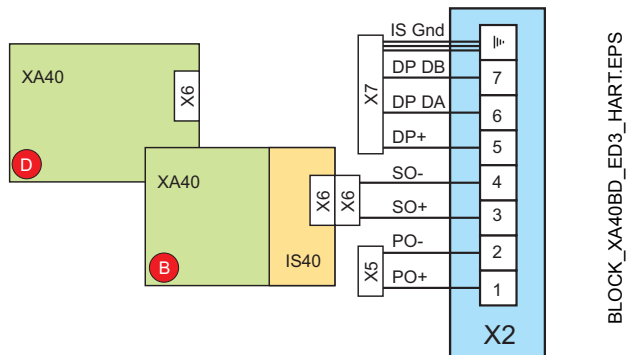 XA40
X6
D
XA40
X6
X6
IS40
B
X7
X5
IS Gnd
DP DB
7
DP DA
6
DP+
5
SO-
4
SO+
3
PO-
2
PO+
1
X2
BLOCK_XA40BD_ED3_HART.EPS